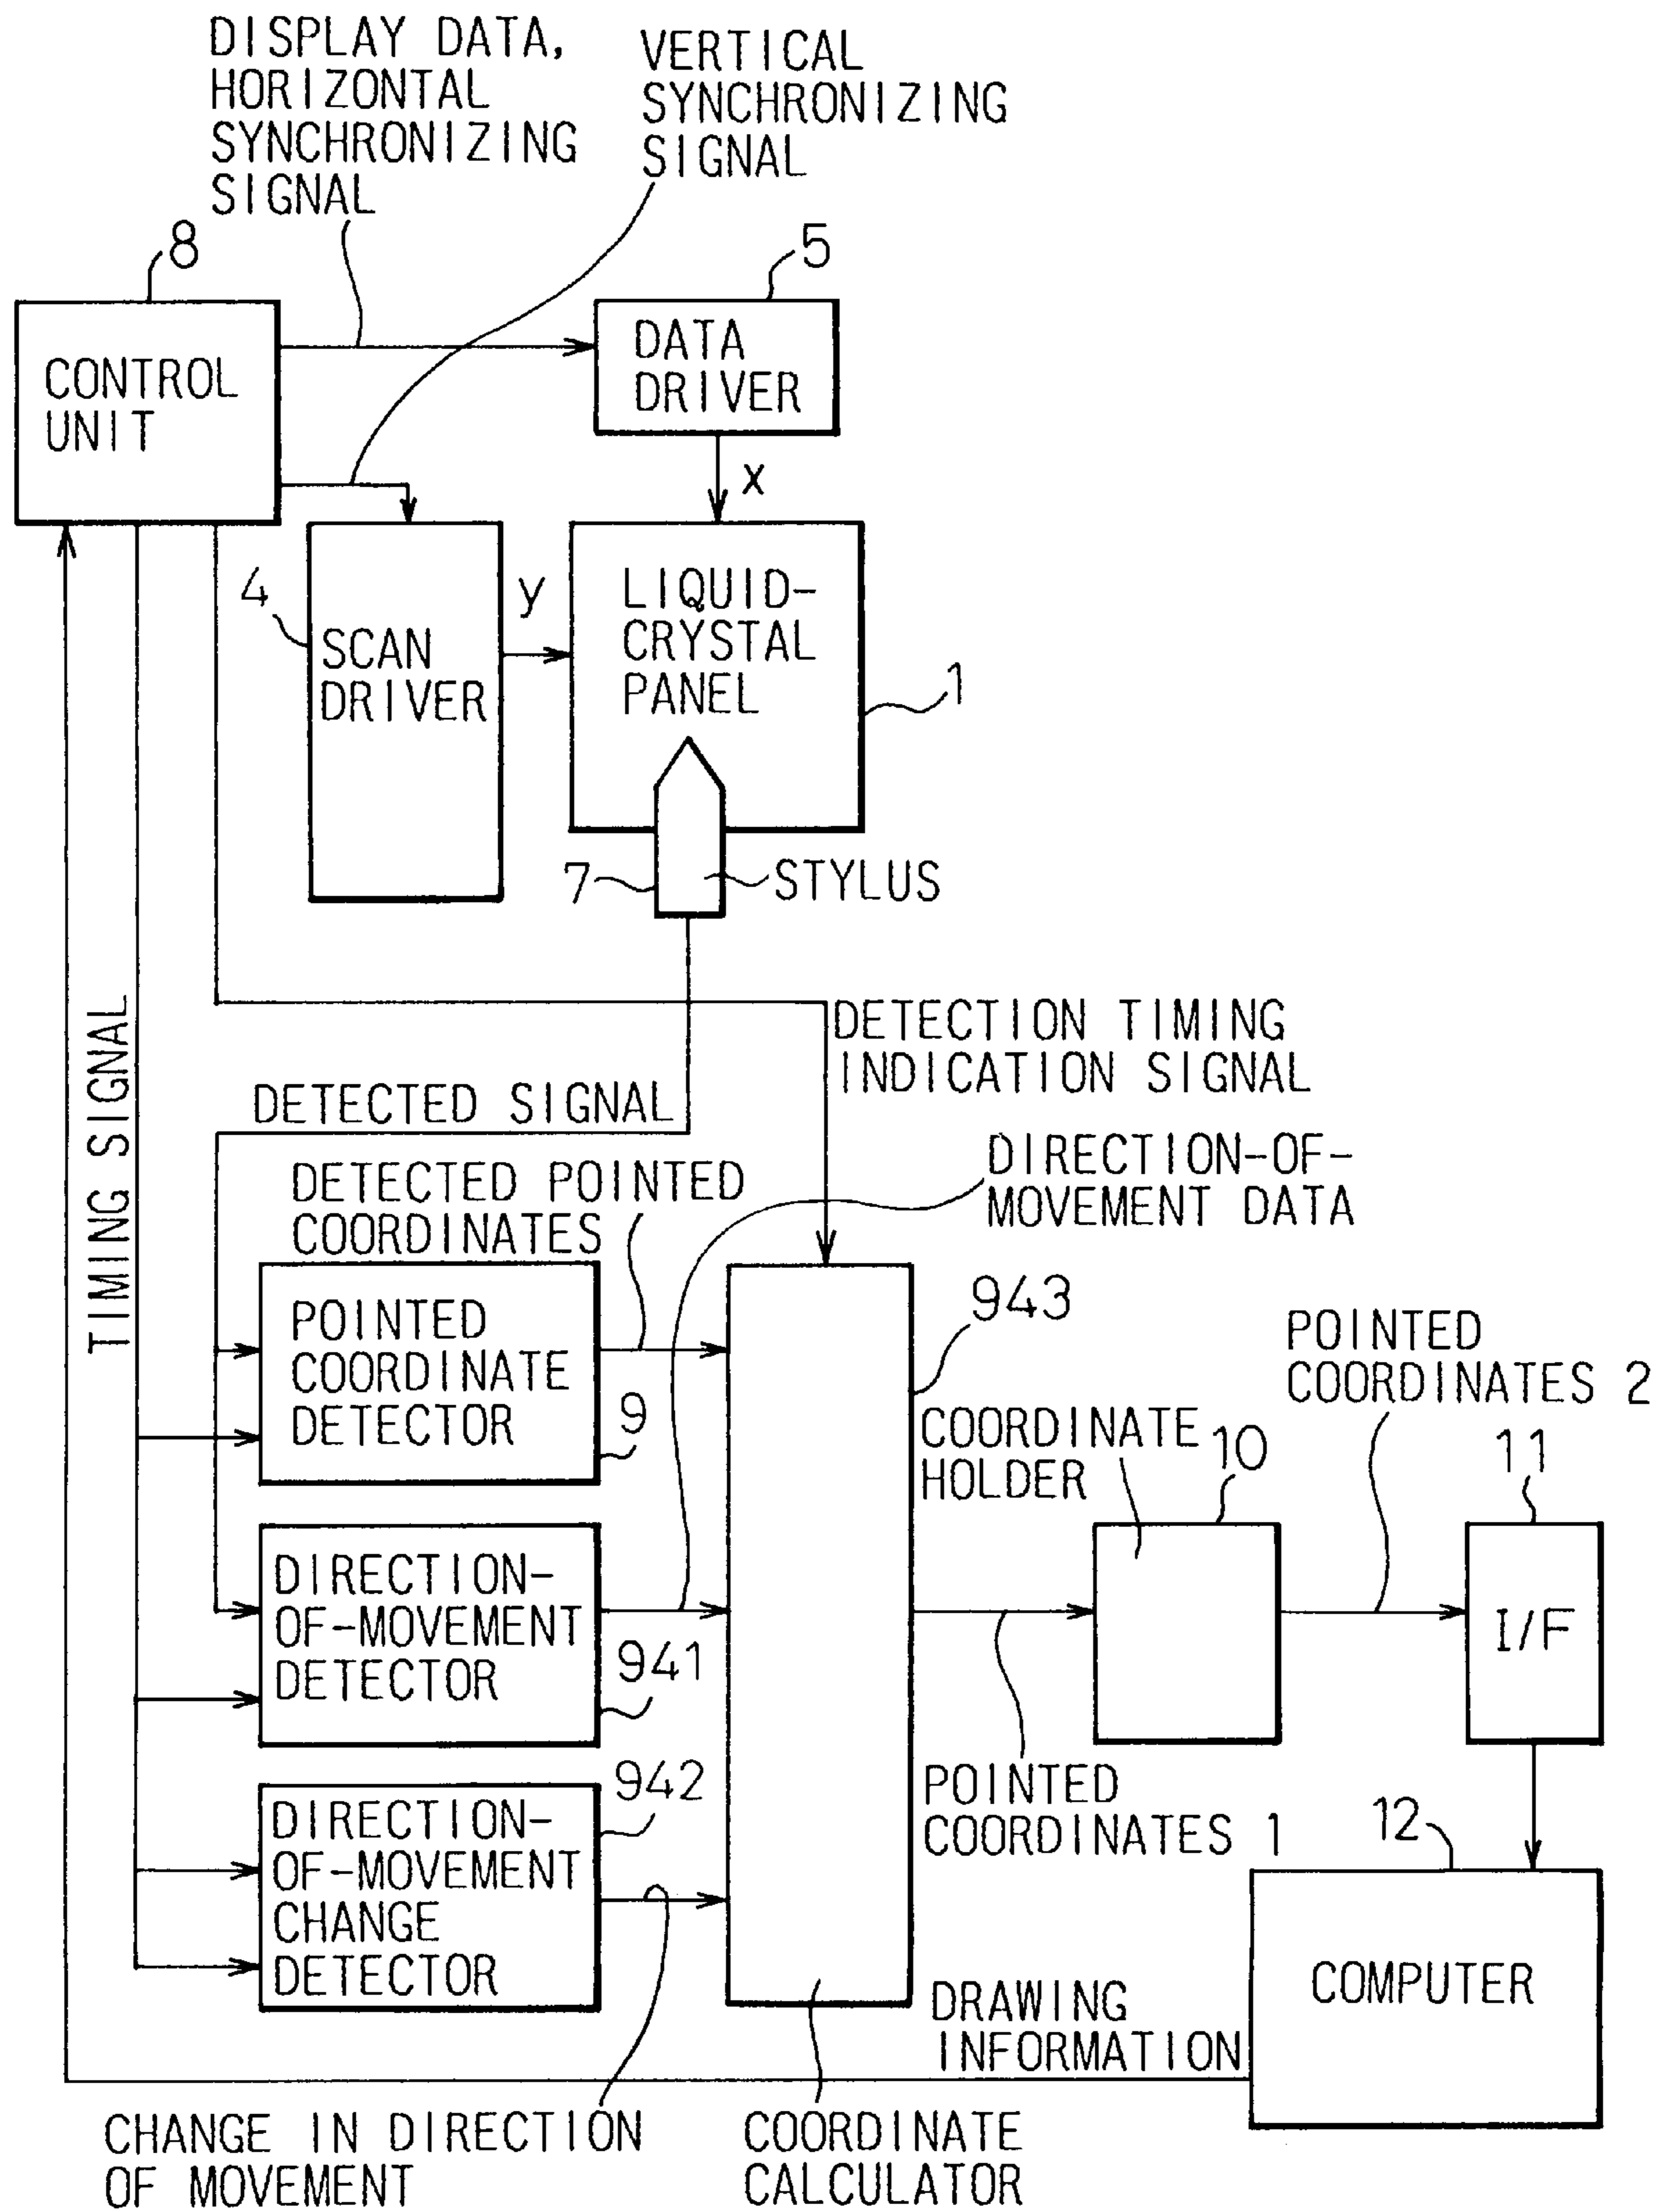 DISPLAY DATA,
HORIZONTAL
SYNCHRONIZING
SIGNAL
VERTICAL
SYNCHRONIZING
SIGNAL
8
5
CONTROL
UNIT
DATA
DRIVER
x
4
SCAN
DRIVER
y
LIQUID-
CRYSTAL
PANEL
1
7
STYLUS
TIMING SIGNAL
DETECTION TIMING
INDICATION SIGNAL
DETECTED SIGNAL
DETECTED POINTED
COORDINATES
DIRECTION-OF-
MOVEMENT DATA
POINTED
COORDINATE
DETECTOR
9
943
POINTED
COORDINATES 2
COORDINATE
HOLDER
10
11
DIRECTION-
OF-MOVEMENT
DETECTOR
941
I/F
942
DIRECTION-
OF-MOVEMENT
CHANGE
DETECTOR
POINTED
COORDINATES 1
12
COMPUTER
DRAWING
INFORMATION
CHANGE IN DIRECTION
OF MOVEMENT
COORDINATE
CALCULATOR